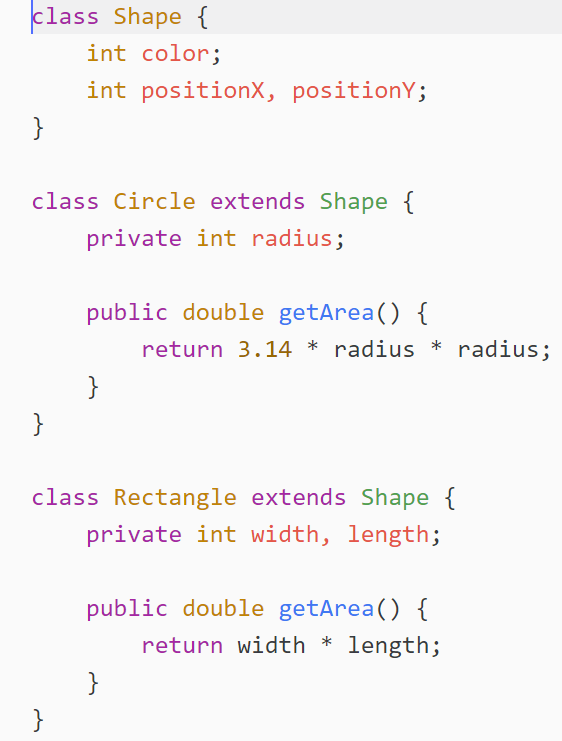 class Shape {
    int color;
    int positionX, positionY;
}

class Circle extends Shape {
    private int radius;

    public double getArea() {
        return 3.14 * radius * radius;
    }
}

class Rectangle extends Shape {
    private int width, length;

    public double getArea() {
        return width * length;
    }
}